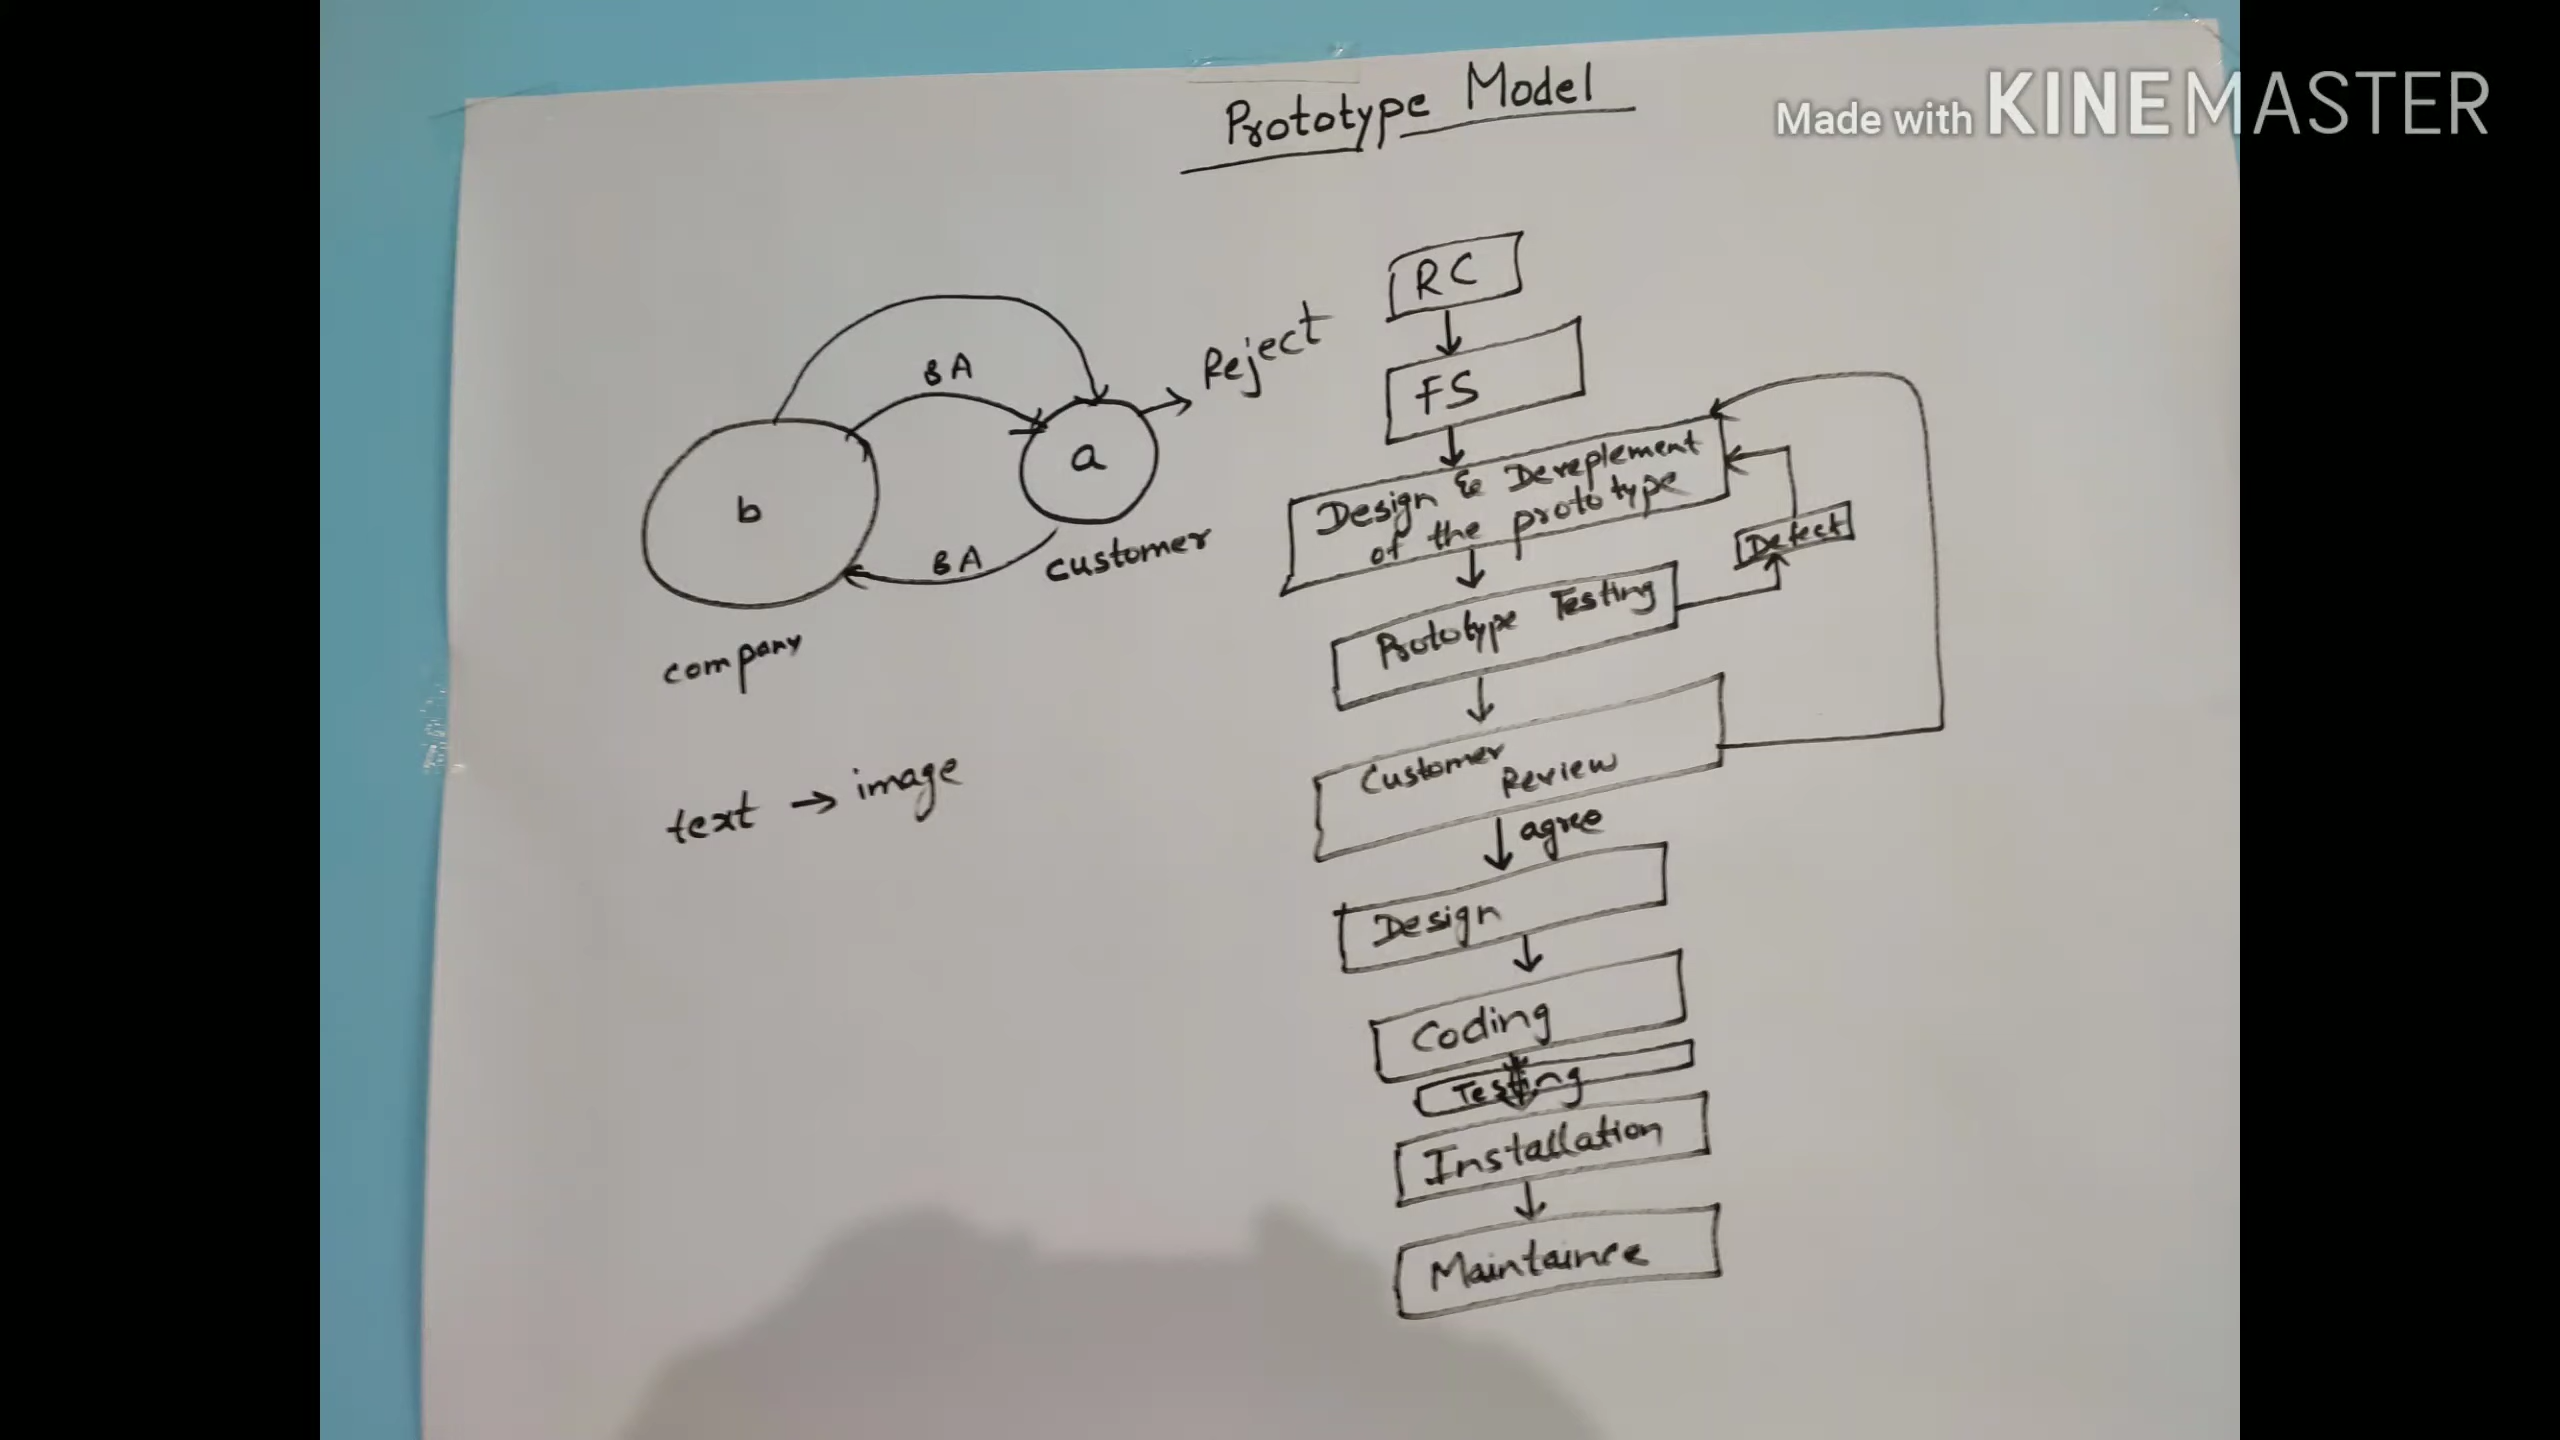 Prototype Model
Made with KINEMASTER
BA
b
a
Reject
BA
customer
company
text → image
RC
FS
Design & Dereplement
of the prototype
Defect
Prototype Testing
Customer
Review
agree
Design
Coding
Testing
Installation
Maintaince